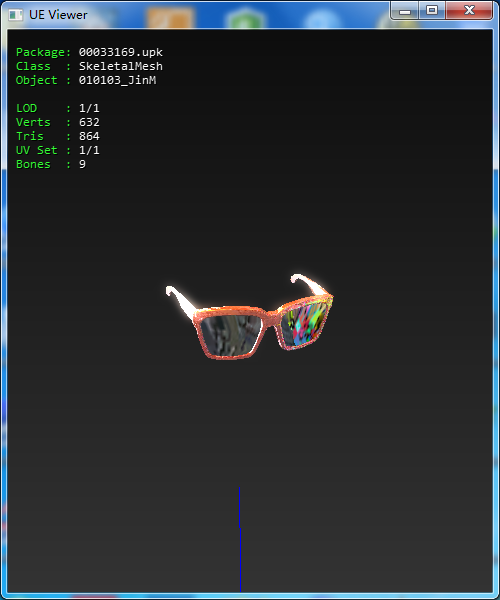 UE Viewer
Package: 00033169.upk
Class : SkeletalMesh
Object : 010103_JinM
LOD : 1/1
Verts : 632
Tris : 864
UV Set : 1/1
Bones : 9